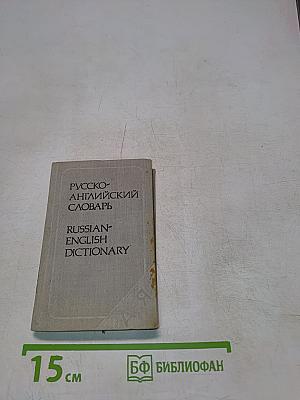 РУССКО-
АНГЛИЙСКИЙ
СЛОВАРЬ
RUSSIAN-
ENGLISH
DICTIONARY
15 см
БФ БИБЛИОФАН